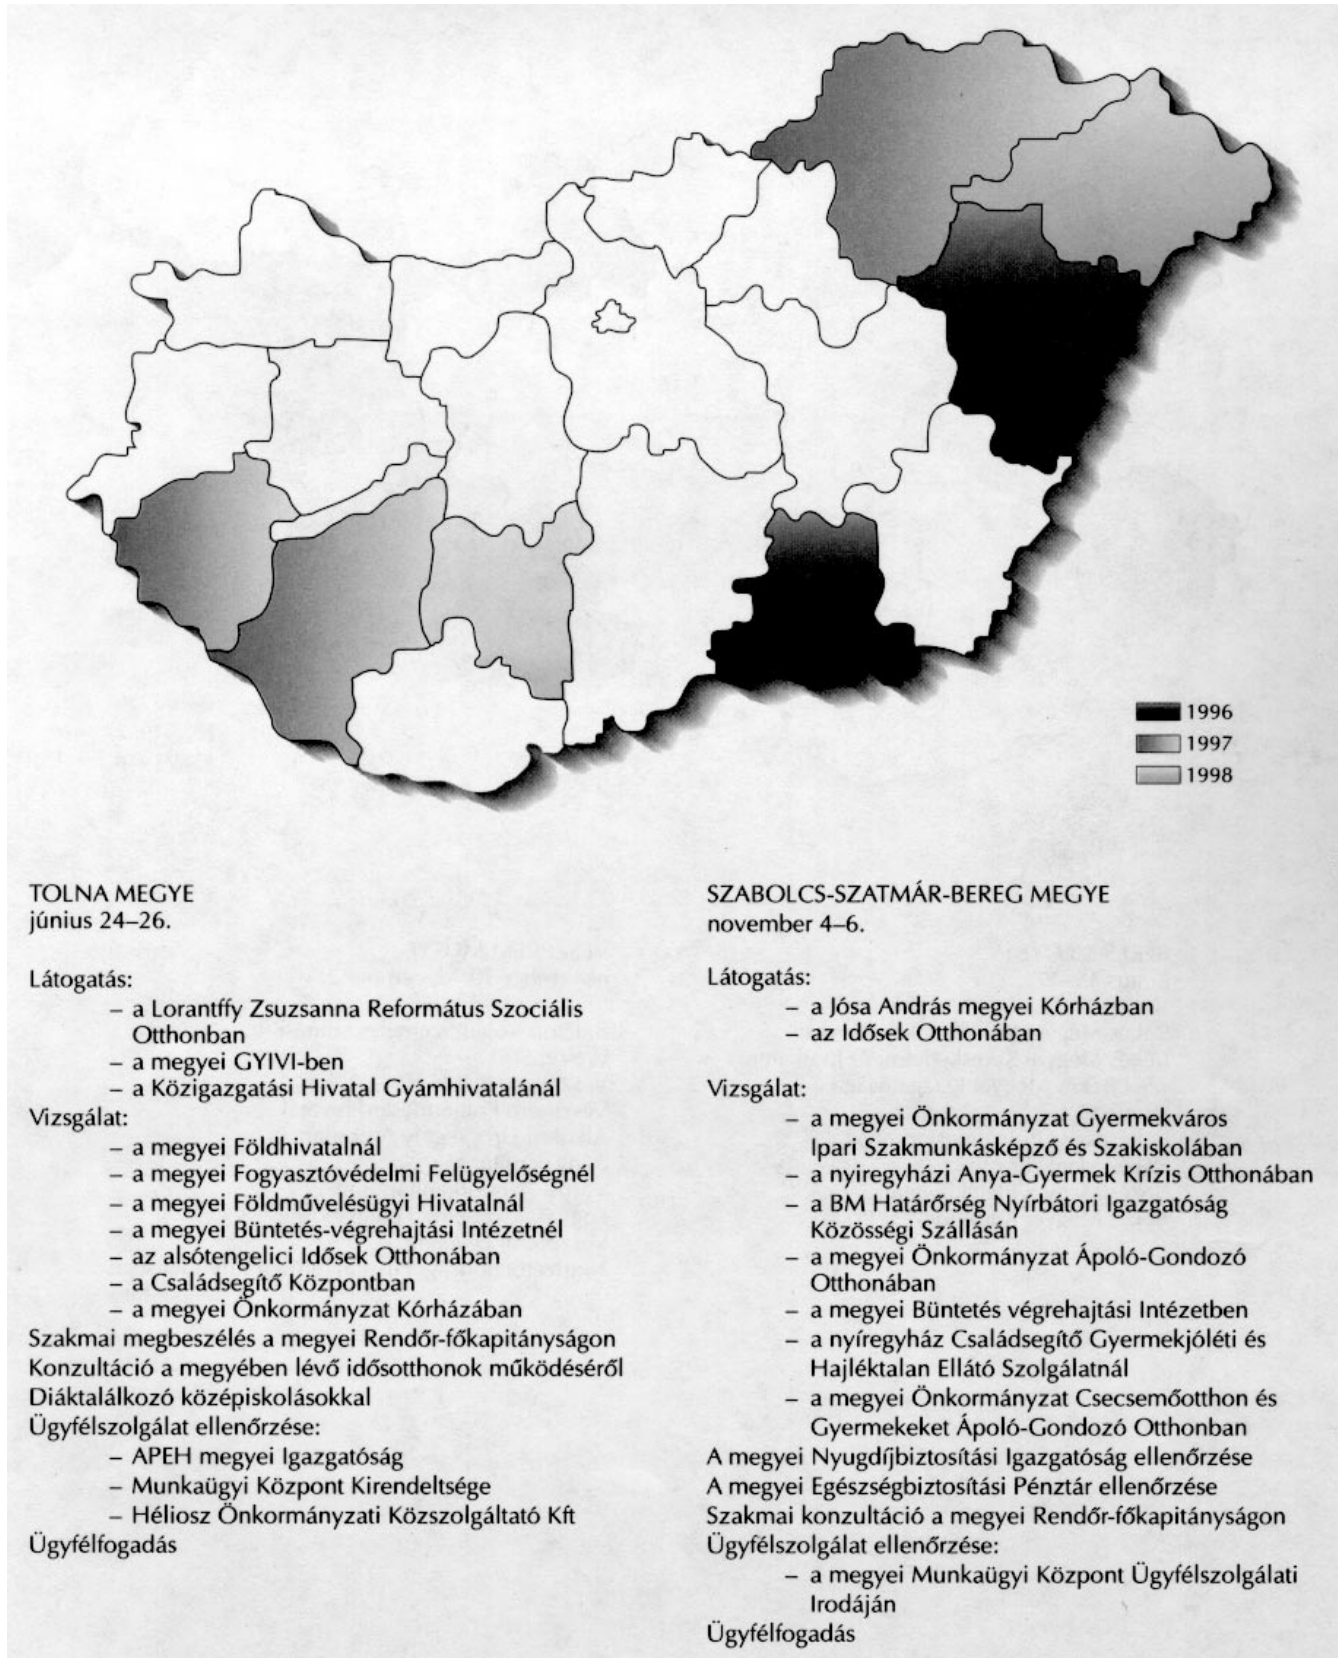 1996
1997
1998
TOLNA MEGYE
június 24–26.
Látogatás:
– a Lorantffy Zsuzsanna Református Szociális
Otthonban
– a megyei GYIVI-ben
– a Közigazgatási Hivatal Gyámhivatalánál
Vizsgálat:
– a megyei Földhivatalnál
– a megyei Fogyasztóvédelmi Felügyelőségnél
– a megyei Földművelésügyi Hivatalnál
– a megyei Büntetés-végrehajtási Intézetnél
– az alsótengelici Idősek Otthonában
– a Családsegítő Központban
– a megyei Önkormányzat Kórházában
Szakmai megbeszélés a megyei Rendőr-főkapitányságon
Konzultáció a megyében lévő idősotthonok működéséről
Diáktalálkozó középiskolásokkal
Ügyfélszolgálat ellenőrzése:
– APEH megyei Igazgatóság
– Munkaügyi Központ Kirendeltsége
– Héliosz Önkormányzati Közszolgáltató Kft
Ügyfélfogadás
SZABOLCS-SZATMÁR-BEREG MEGYE
november 4–6.
Látogatás:
– a Jósa András megyei Kórházban
– az Idősek Otthonában
Vizsgálat:
– a megyei Önkormányzat Gyermekváros
Ipari Szakmunkásképző és Szakiskolában
– a nyiregyházi Anya-Gyermek Krízis Otthonában
– a BM Határőrség Nyírbátori Igazgatóság
Közösségi Szállásán
– a megyei Önkormányzat Ápoló-Gondozó
Otthonában
– a megyei Büntetés végrehajtási Intézetben
– a nyíregyház Családsegítő Gyermekjóléti és
Hajléktalan Ellátó Szolgálatnál
– a megyei Önkormányzat Csecsemőotthon és
Gyermekeket Ápoló-Gondozó Otthonban
A megyei Nyugdíjbiztosítási Igazgatóság ellenőrzése
A megyei Egészségbiztosítási Pénztár ellenőrzése
Szakmai konzultáció a megyei Rendőr-főkapitányságon
Ügyfélszolgálat ellenőrzése:
– a megyei Munkaügyi Központ Ügyfélszolgálati
Irodáján
Ügyfélfogadás